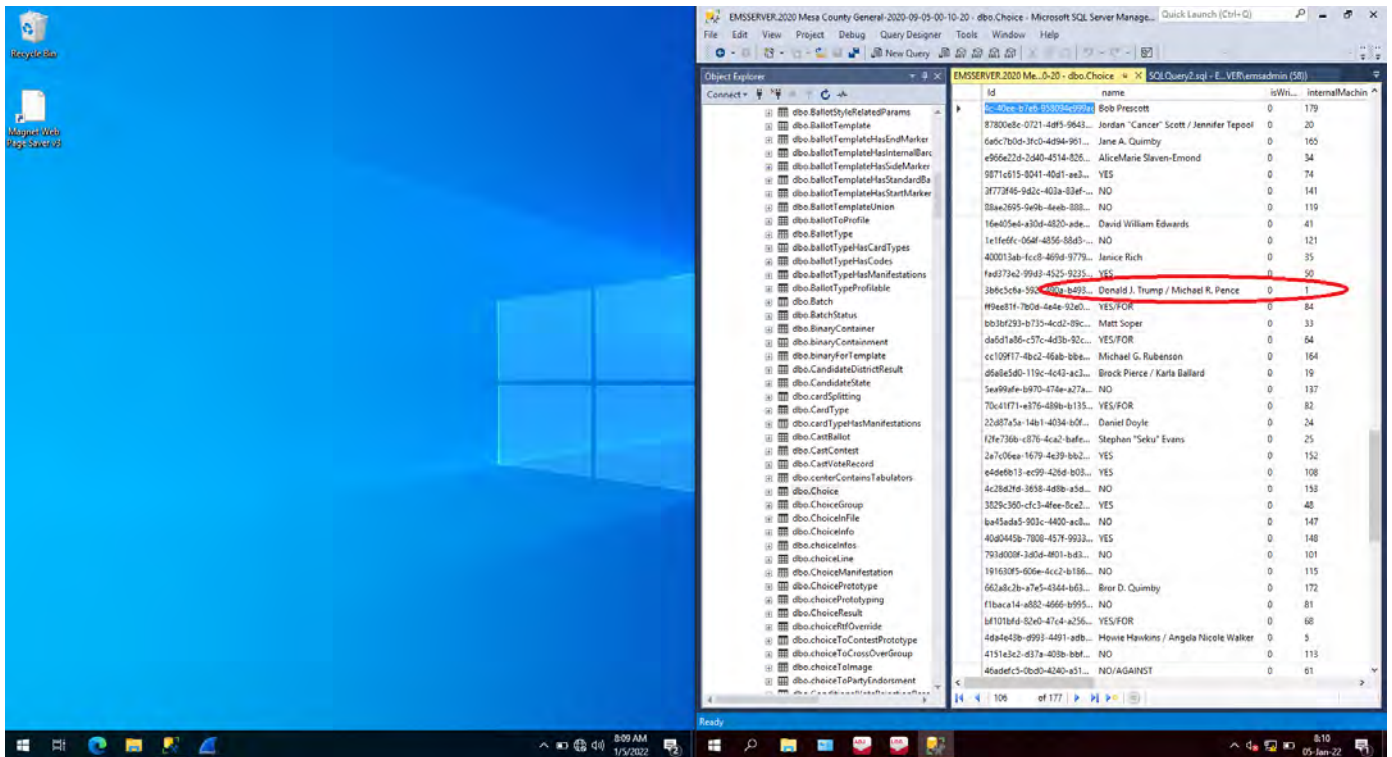 Recycle Bin
Magnet Web
Page Saver v3
8:09 AM
1/5/2022
EMSSERVER.2020 Mesa County General-2020-09-05-00-10-20 - dbo.Choice - Microsoft SQL Server Manage...
Quick Launch (Ctrl+Q)
File Edit View Project Debug Query Designer Tools Window Help
New Query
Object Explorer
Connect
dbo.BallotStyleRelatedParams
dbo.BallotTemplate
dbo.ballotTemplateHasEndMarker
dbo.ballotTemplateHasInternalBarc
dbo.ballotTemplateHasSideMarker
dbo.ballotTemplateHasStandardBa
dbo.ballotTemplateHasStartMarker
dbo.BallotTemplateUnion
dbo.ballotToProfile
dbo.BallotType
dbo.ballotTypeHasCardTypes
dbo.ballotTypeHasCodes
dbo.ballotTypeHasManifestations
dbo.BallotTypeProfilable
dbo.Batch
dbo.BatchStatus
dbo.BinaryContainer
dbo.binaryContainment
dbo.binaryForTemplate
dbo.CandidateDistrictResult
dbo.CandidateState
dbo.cardSplitting
dbo.CardType
dbo.cardTypeHasManifestations
dbo.CastBallot
dbo.CastContest
dbo.CastVoteRecord
dbo.centerContainsTabulators
dbo.Choice
dbo.ChoiceGroup
dbo.ChoiceInFile
dbo.ChoiceInfo
dbo.choiceInfos
dbo.choiceLine
dbo.ChoiceManifestation
dbo.ChoicePrototype
dbo.choicePrototyping
dbo.ChoiceResult
dbo.choiceRtfOverride
dbo.choiceToContestPrototype
dbo.choiceToCrossOverGroup
dbo.choiceToImage
dbo.choiceToPartyEndorsment
EMSSERVER.2020 Me...0-20 - dbo.Choice SQLQuery2.sql - E...VER\emsadmin (58))
Id name isWri... internalMachin
Bob Prescott 0 179
87800e8c-0721-4df5-9643... Jordan "Cancer" Scott / Jennifer Tepool 0 20
6a6c7b0d-3fc0-4d94-961... Jane A. Quimby 0 165
e966e22d-2d40-4514-826... AliceMarie Slaven-Emond 0 34
9871c615-8041-40d1-ae3... YES 0 74
3f773f46-9d2c-403a-83ef-... NO 0 141
88ae2695-9e9b-4eeb-888... NO 0 119
16e405e4-a30d-4820-ade... David William Edwards 0 41
1e1fe6fc-064f-4856-88d3-... NO 0 121
400013ab-fcc8-469d-9779... Janice Rich 0 35
fad373e2-99d3-4525-9235... YES 0 50
Donald J. Trump / Michael R. Pence 0 1
ff9ee81f-7b0d-4e4e-92e0... YES/FOR 0 84
bb3bf293-b735-4cd2-89c... Matt Soper 0 33
da6d1a86-c57c-4d3b-92c... YES/FOR 0 64
cc109f17-4bc2-46ab-bbe... Michael G. Rubenson 0 164
d6a8e5d0-119c-4c43-ac3... Brock Pierce / Karla Ballard 0 19
5ea99afe-b970-474e-a27a... NO 0 137
70c41f71-e376-489b-b135... YES/FOR 0 82
22d87a5a-14b1-4034-b0f... Daniel Doyle 0 24
f2fe736b-c876-4ca2-bafe... Stephan "Seku" Evans 0 25
2a7c06ea-1679-4e39-bb2... YES 0 152
e4de6b13-ec99-426d-b03... YES 0 108
4c28d2fd-3658-4d8b-a5d... NO 0 153
3829c360-cfc3-4fee-8ce2... YES 0 48
ba45ada5-903c-4400-ac8... NO 0 147
40d0445b-7808-457f-9933... YES 0 148
793d008f-3d0d-4f01-bd3... NO 0 101
191630f5-606e-4cc2-b186... NO 0 115
662a8c2b-a7e5-4344-b63... Bror D. Quimby 0 172
f1baca14-a882-4666-b995... NO 0 81
bf101bfd-82e0-47c4-a256... YES/FOR 0 68
4da4e43b-d993-4491-adb... Howie Hawkins / Angela Nicole Walker 0 5
4151e3c2-d37a-403b-bbf... NO 0 113
46adefc5-0bd0-4240-a51... NO/AGAINST 0 61
106 of 177
Ready
8:10
05-Jan-22